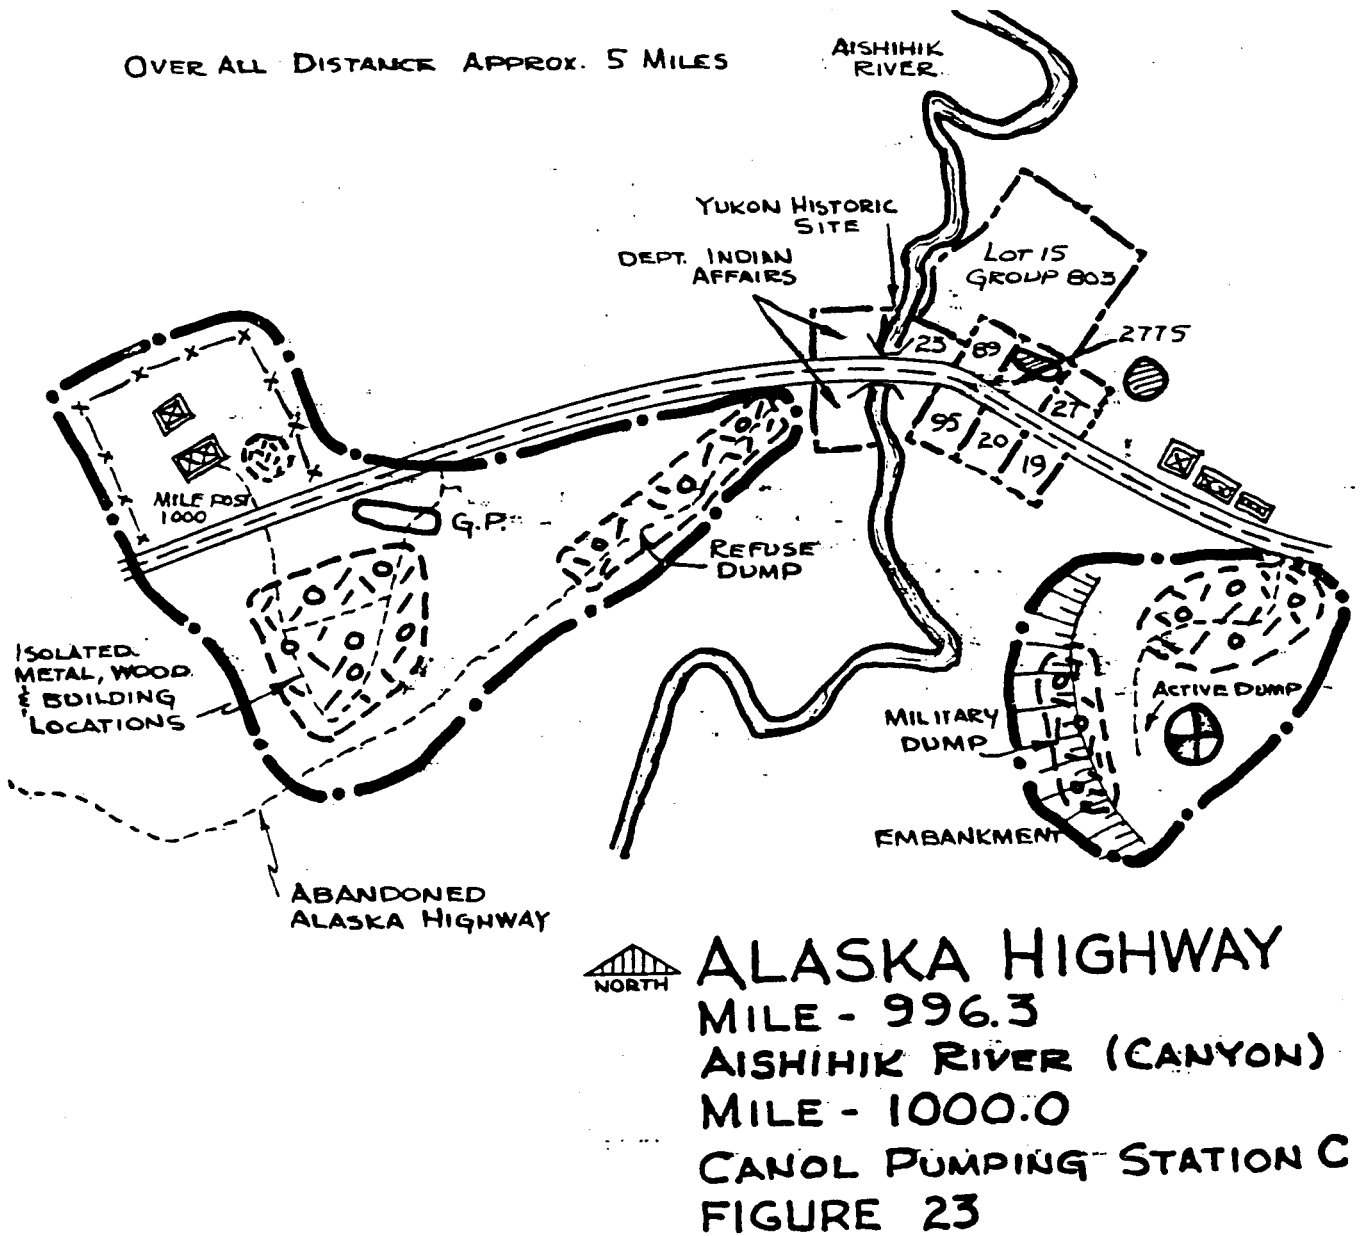 OVER ALL DISTANCE APPROX. 5 MILES
AISHIHIK
RIVER
YUKON HISTORIC
SITE
DEPT. INDIAN
AFFAIRS
LOT 15
GROUP 803
2775
23
89
27
95
20
19
MILE POST
1000
G.P.
REFUSE
DUMP
ISOLATED
METAL, WOOD
& BUILDING
LOCATIONS
ACTIVE DUMP
MILITARY
DUMP
EMBANKMENT
ABANDONED
ALASKA HIGHWAY
NORTH
ALASKA HIGHWAY
MILE - 996.3
AISHIHIK RIVER (CANYON)
MILE - 1000.0
CANOL PUMPING STATION C
FIGURE 23